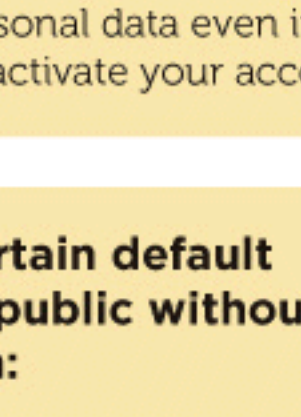 sonal data even i
activate your acc
rtain default
public withou
: